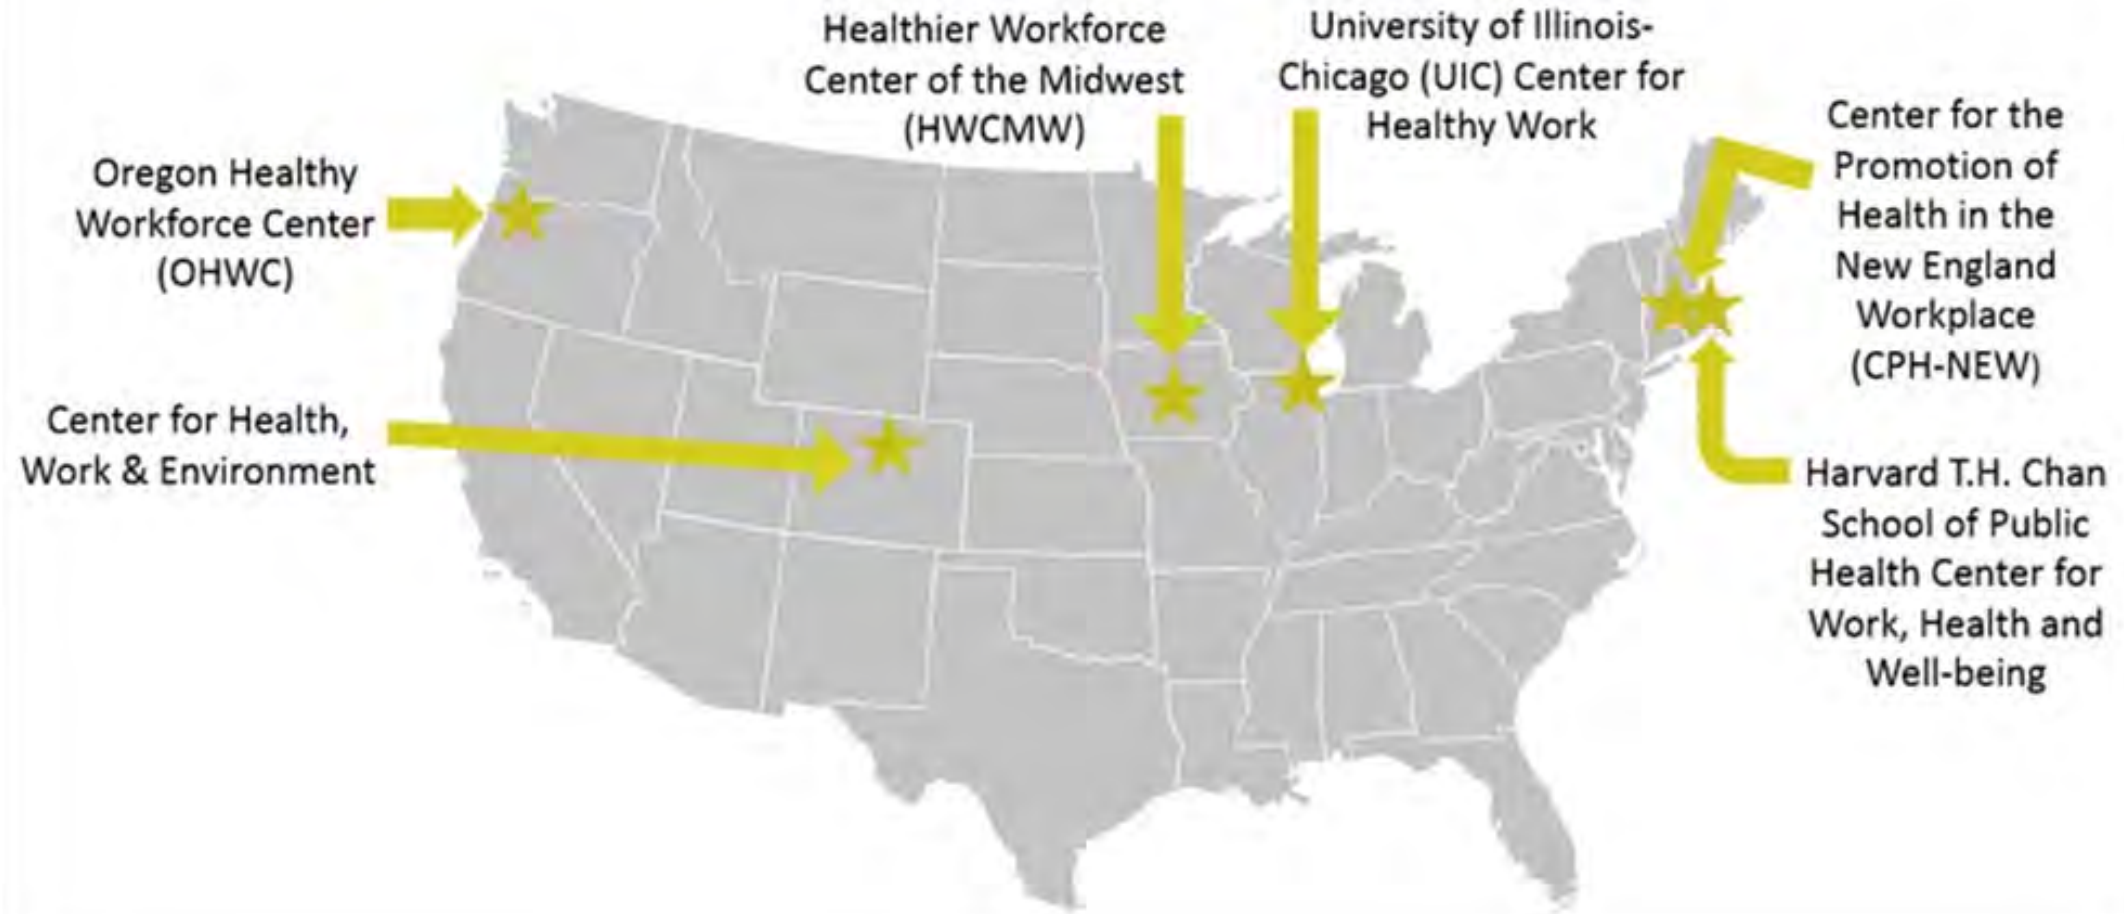 Healthier Workforce
Center of the Midwest
(HWCMW)
University of Illinois-
Chicago (UIC) Center for
Healthy Work
Center for the
Promotion of
Health in the
New England
Workplace
(CPH-NEW)
Oregon Healthy
Workforce Center
(OHWC)
Center for Health,
Work & Environment
Harvard T.H. Chan
School of Public
Health Center for
Work, Health and
Well-being